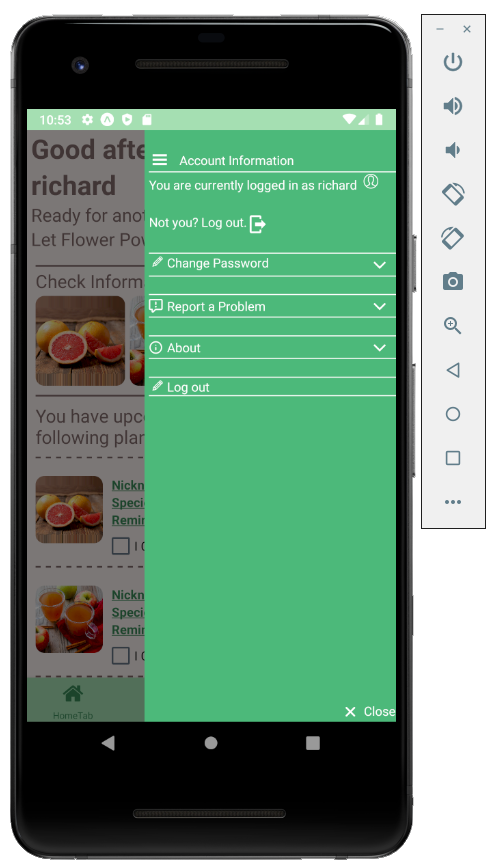 10:53
Good afte
richard
Ready for anot
Let Flower Pow
Check Inform
You have upco
following plan
Nickn
Speci
Remin
I
Nickn
Speci
Remin
I
HomeTab
Account Information
You are currently logged in as richard
Not you? Log out.
Change Password
Report a Problem
About
Log out
Close